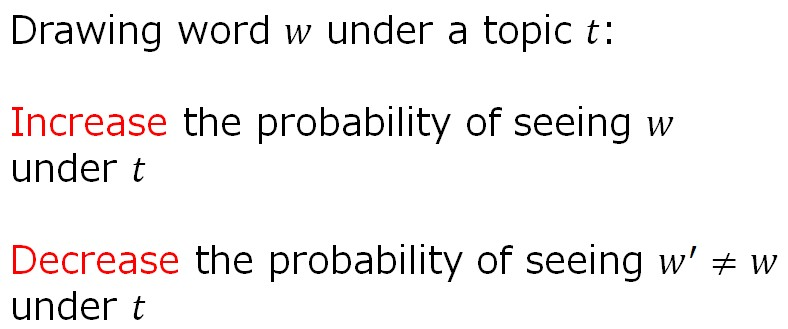 Drawing word w under a topic t:
Increase the probability of seeing w
under t
Decrease the probability of seeing w′ ≠ w
under t